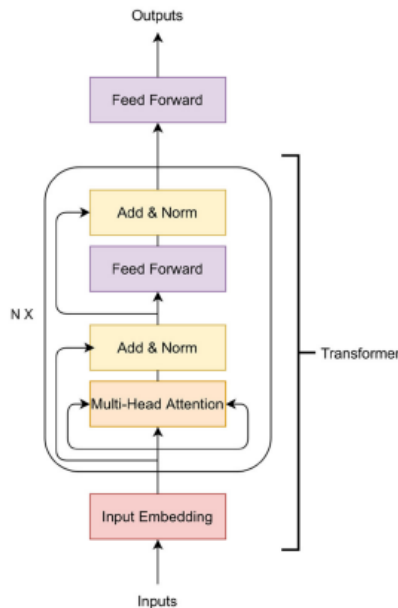 Outputs
Feed Forward
Add & Norm
Feed Forward
N X
Add & Norm
Transformer
Multi-Head Attention
Input Embedding
Inputs